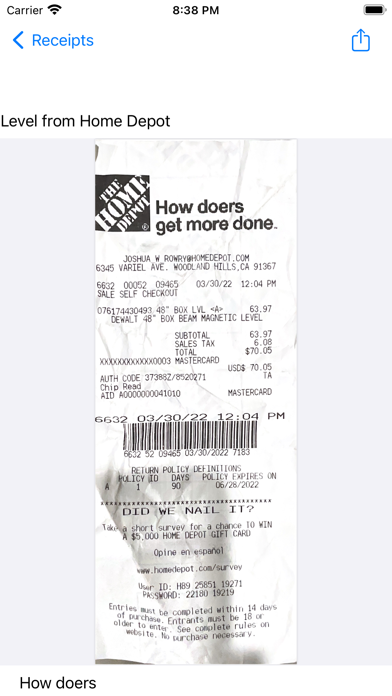 Carrier 8:38 PM
Receipts
Level from Home Depot
THE HOME DEPOT
How doers
get more done.
JOSHUA W ROWRY@HOMEDEPOT.COM
6345 VARIEL AVE. WOODLAND HILLS,CA 91367
6632 00052 09465 03/30/22 12:04 PM
SALE SELF CHECKOUT
076174430493 48" BOX LVL <A> 63.97
DEWALT 48" BOX BEAM MAGNETIC LEVEL
SUBTOTAL 63.97
SALES TAX 6.08
TOTAL $70.05
XXXXXXXXXXXX0003 MASTERCARD
USD$ 70.05
AUTH CODE 37388Z/8520271 TA
Chip Read
AID A0000000041010 MASTERCARD
6632 03/30/22 12:04 PM
6632 52 09465 03/30/2022 7183
RETURN POLICY DEFINITIONS
POLICY ID DAYS POLICY EXPIRES ON
A 1 90 06/28/2022
DID WE NAIL IT?
Take a short survey for a chance TO WIN
A $5,000 HOME DEPOT GIFT CARD
Opine en español
www.homedepot.com/survey
User ID: H89 25851 19271
PASSWORD: 22180 19219
Entries must be completed within 14 days
of purchase. Entrants must be 18 or
older to enter. See complete rules on
website. No purchase necessary.
How doers